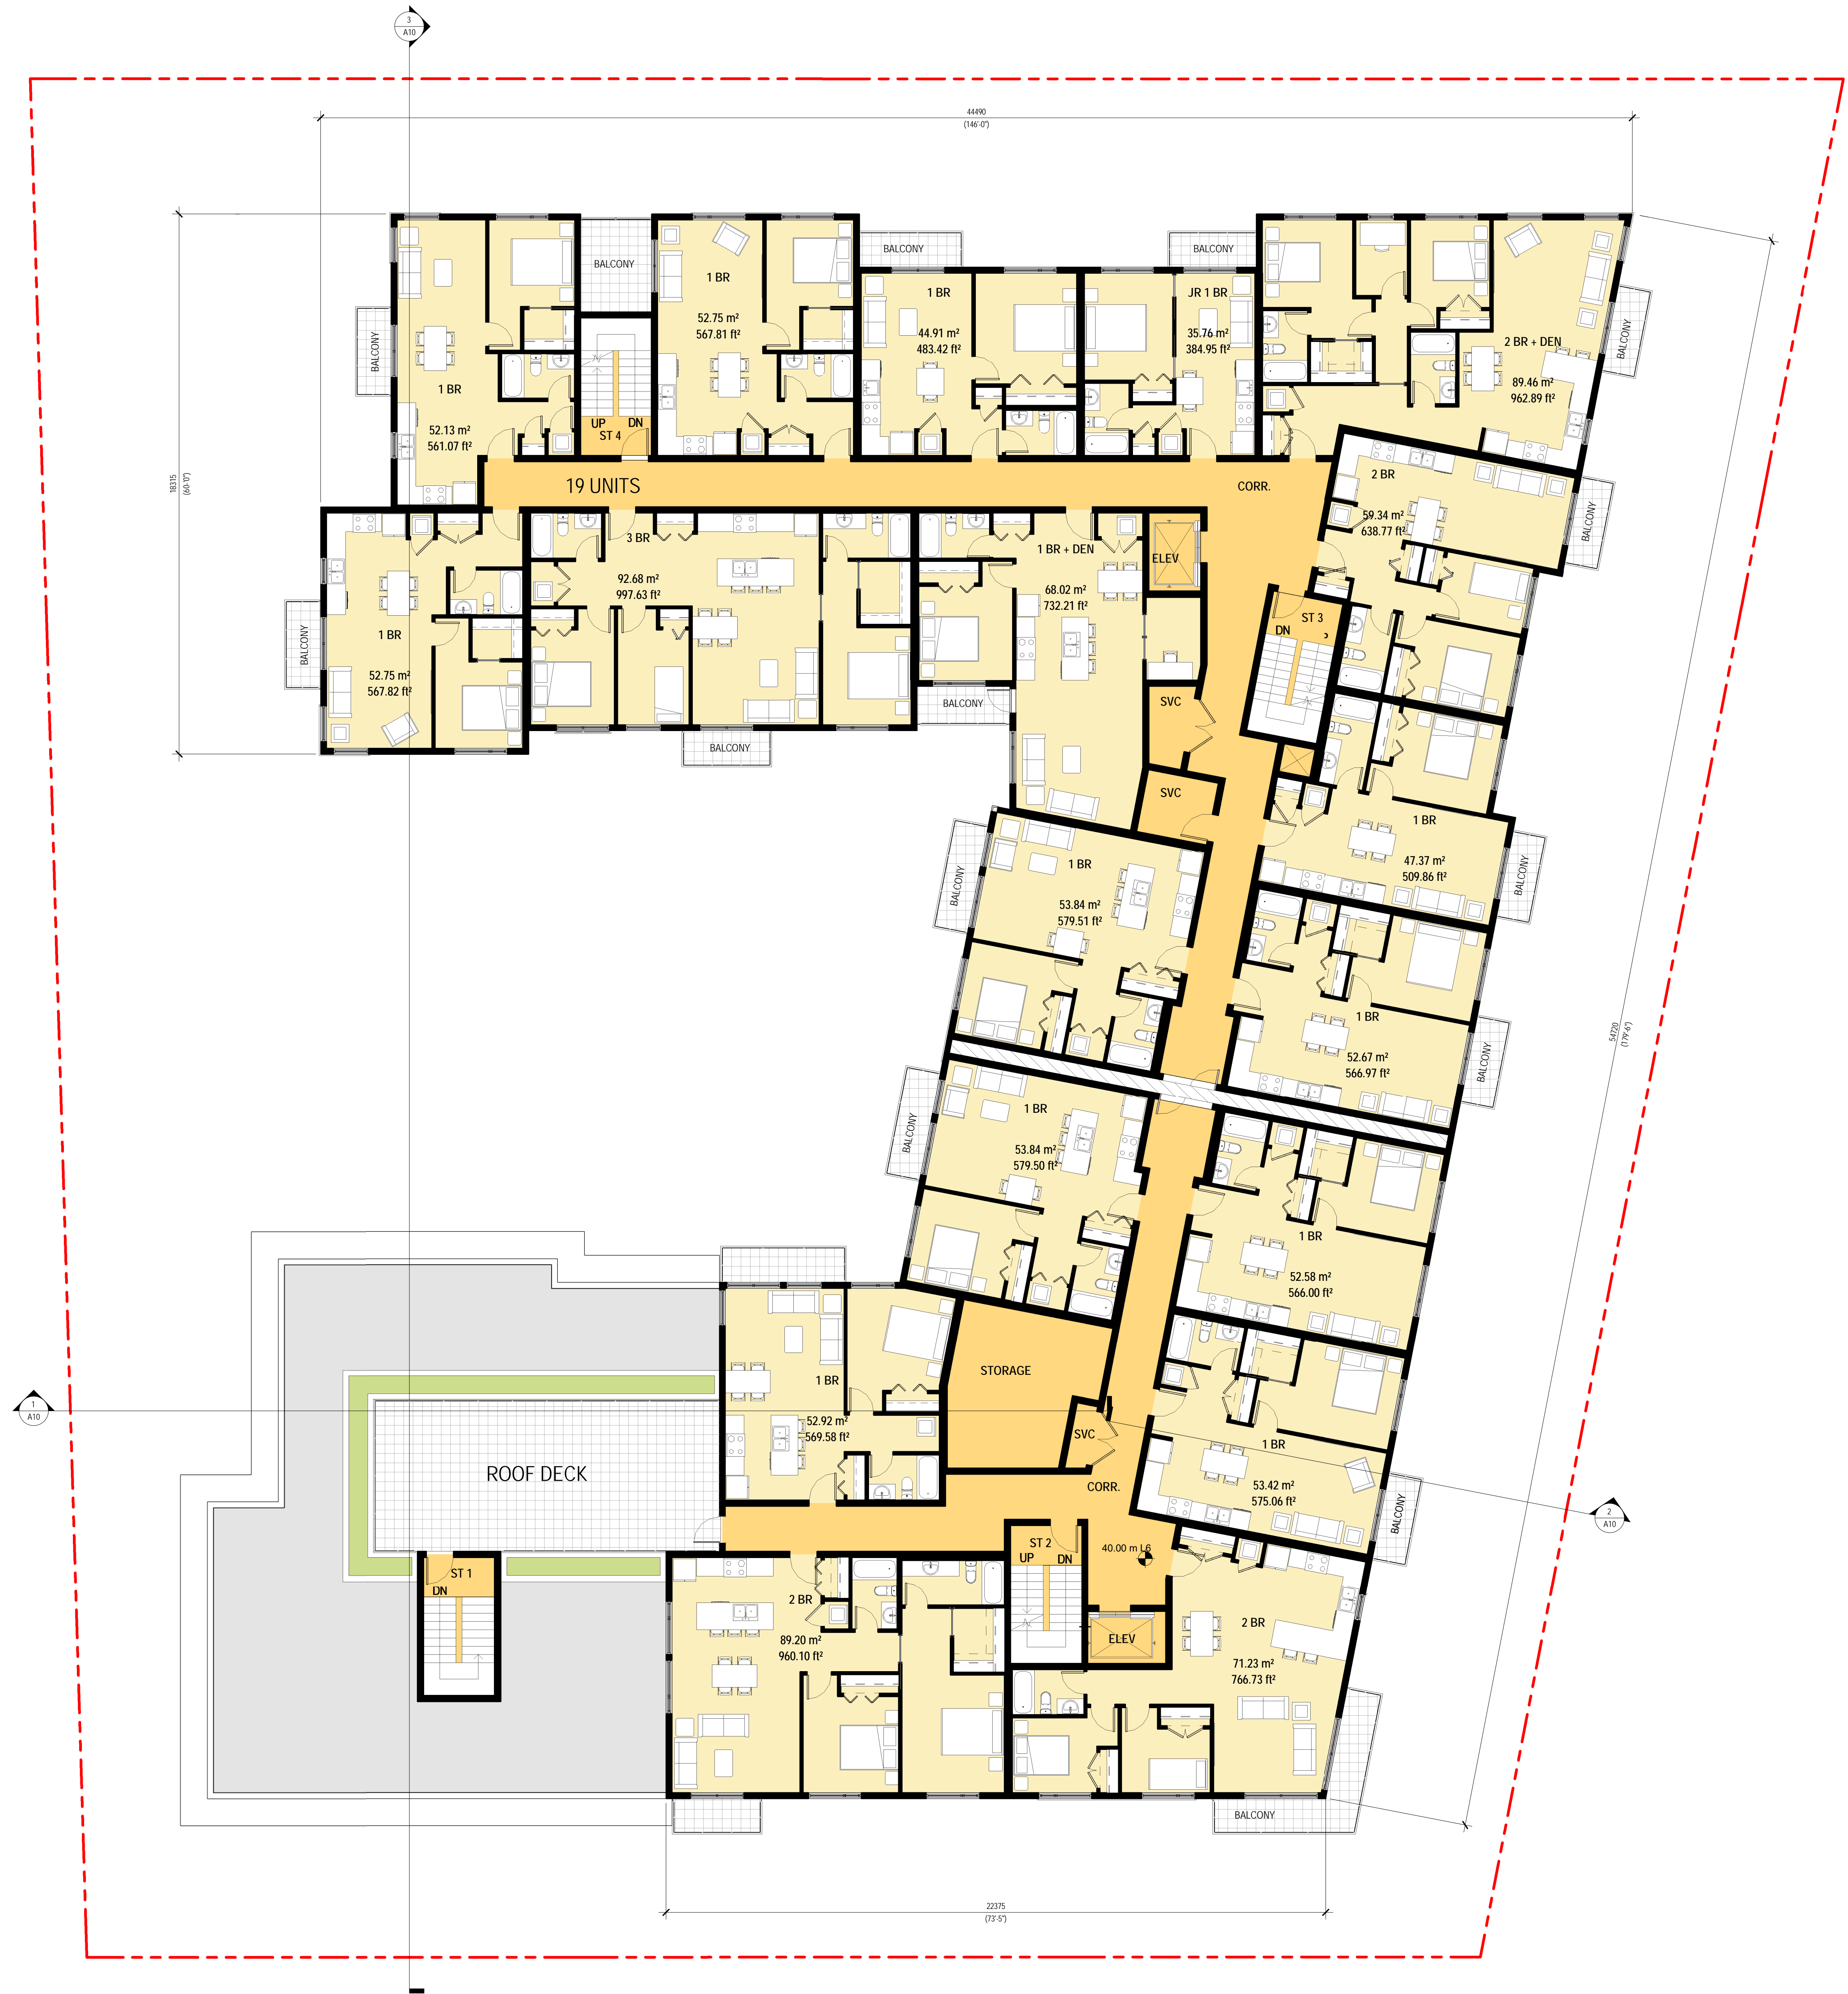 3
A10
44490
(146'-0")
18315
(60'-0")
54720
(179'-6")
BALCONY
1 BR
52.13 m²
561.07 ft²
BALCONY
UP DN
ST 4
1 BR
52.75 m²
567.81 ft²
BALCONY
1 BR
44.91 m²
483.42 ft²
BALCONY
JR 1 BR
35.76 m²
384.95 ft²
2 BR + DEN
89.46 m²
962.89 ft²
BALCONY
19 UNITS
CORR.
2 BR
59.34 m²
638.77 ft²
BALCONY
BALCONY
1 BR
52.75 m²
567.82 ft²
3 BR
92.68 m²
997.63 ft²
BALCONY
1 BR + DEN
68.02 m²
732.21 ft²
BALCONY
ELEV
ST 3
DN
SVC
SVC
1 BR
47.37 m²
509.86 ft²
BALCONY
BALCONY
1 BR
53.84 m²
579.51 ft²
1 BR
52.67 m²
566.97 ft²
BALCONY
BALCONY
1 BR
53.84 m²
579.50 ft²
1 BR
52.58 m²
566.00 ft²
1 BR
52.92 m²
569.58 ft²
STORAGE
SVC
1 BR
53.42 m²
575.06 ft²
BALCONY
1
A10
ROOF DECK
CORR.
2
A10
ST 1
DN
ST 2
UP DN
40.00 m L6
ELEV
2 BR
89.20 m²
960.10 ft²
2 BR
71.23 m²
766.73 ft²
BALCONY
22375
(73'-5")